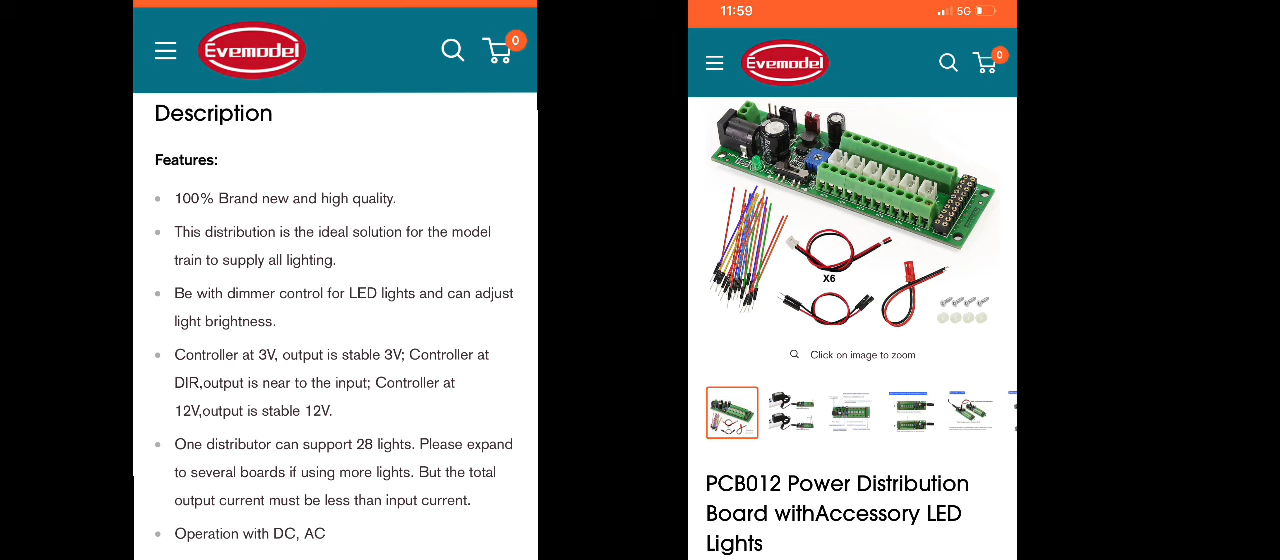 Evemodel
0
Description
Features:
100% Brand new and high quality.
This distribution is the ideal solution for the model
train to supply all lighting.
Be with dimmer control for LED lights and can adjust
light brightness.
Controller at 3V, output is stable 3V; Controller at
DIR,output is near to the input; Controller at
12V,output is stable 12V.
One distributor can support 28 lights. Please expand
to several boards if using more lights. But the total
output current must be less than input current.
Operation with DC, AC
11:59
5G
Evemodel
0
X6
Click on image to zoom
PCB012 Power Distribution
Board withAccessory LED
Lights